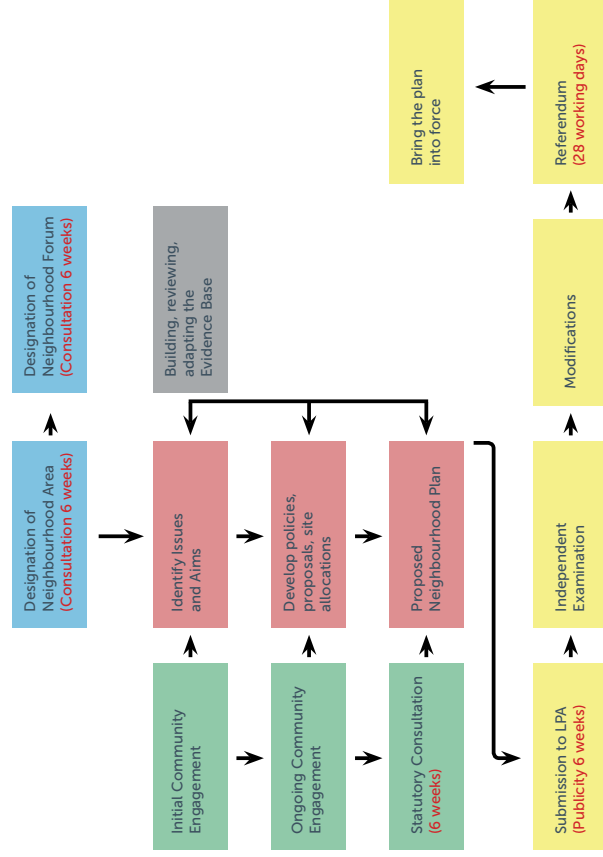 Designation of
Neighbourhood Area
(Consultation 6 weeks)
Designation of
Neighbourhood Forum
(Consultation 6 weeks)
Initial Community
Engagement
Identify Issues
and Aims
Building, reviewing,
adapting the
Evidence Base
Ongoing Community
Engagement
Develop policies,
proposals, site
allocations
Statutory Consultation
(6 weeks)
Proposed
Neighbourhood Plan
Bring the plan
into force
Submission to LPA
(Publicity 6 weeks)
Independent
Examination
Modifications
Referendum
(28 working days)